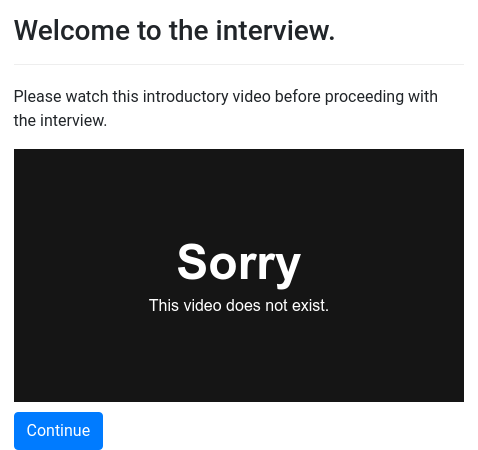 Welcome to the interview.
Please watch this introductory video before proceeding with
the interview.
Sorry
This video does not exist.
Continue